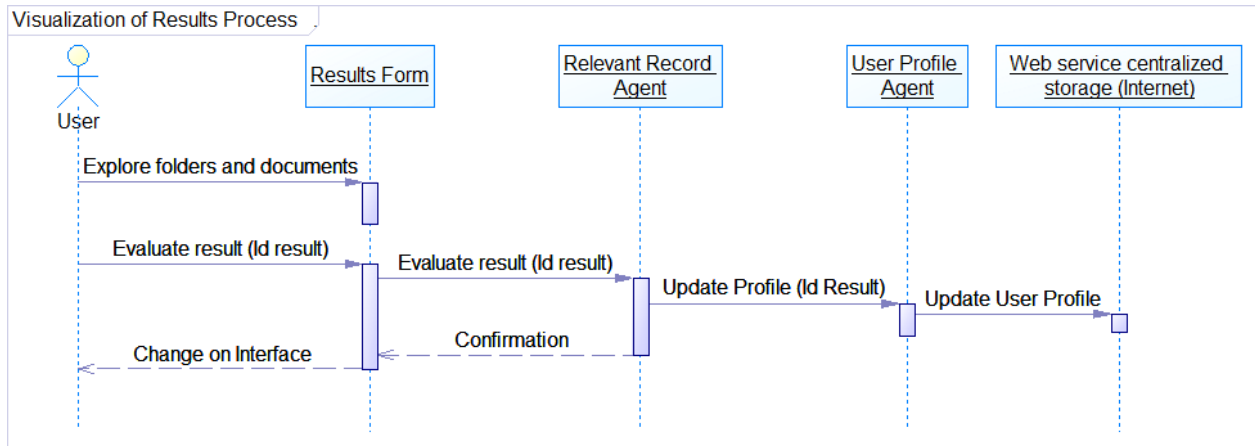 Visualization of Results Process
User
Results Form
Relevant Record
Agent
User Profile
Agent
Web service centralized
storage (Internet)
Explore folders and documents
Evaluate result (Id result)
Evaluate result (Id result)
Update Profile (Id Result)
Update User Profile
Confirmation
Change on Interface